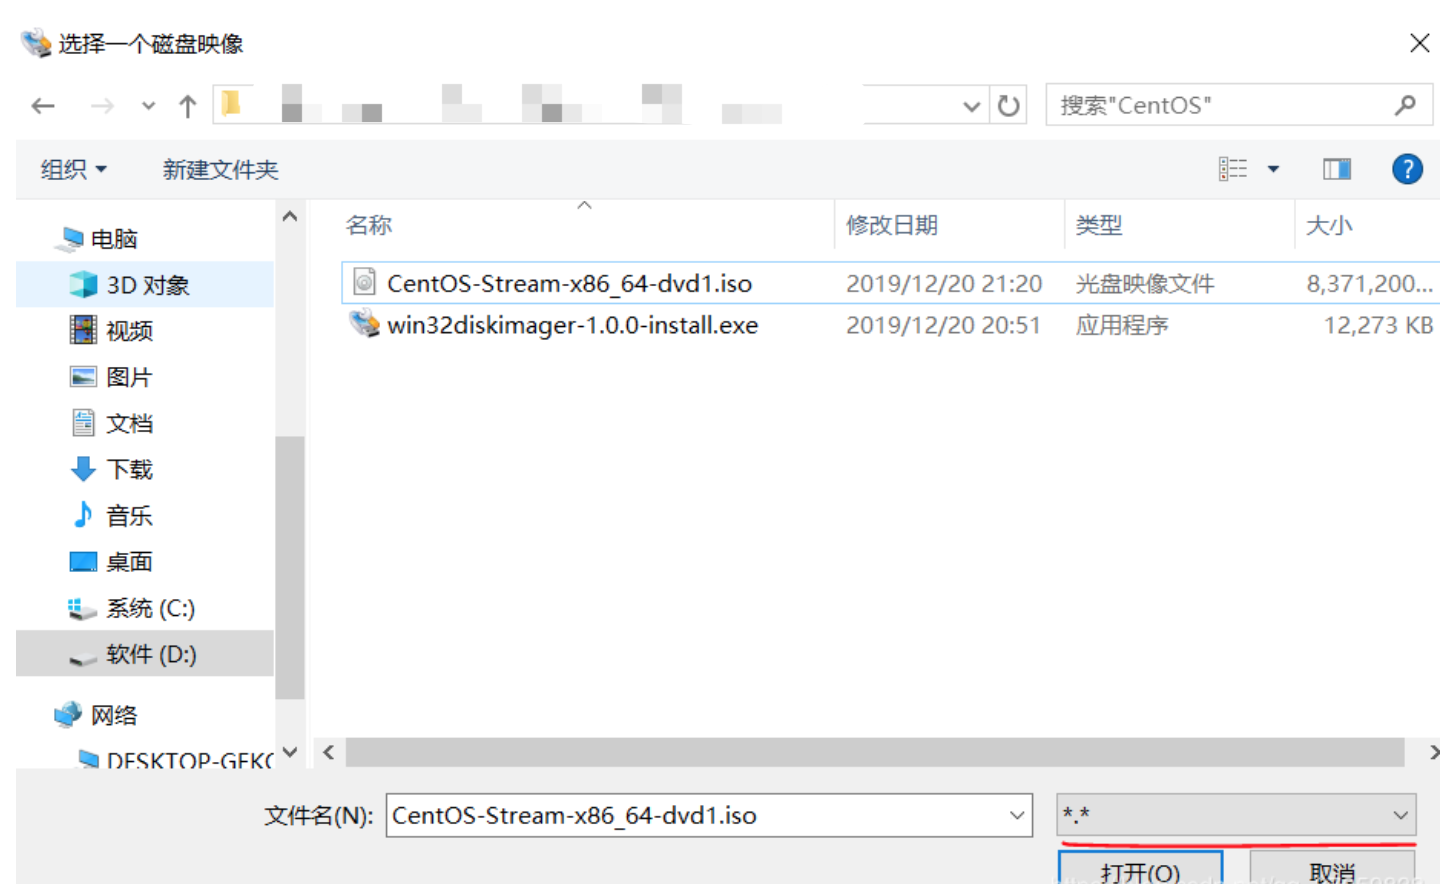 选择一个磁盘映像
搜索"CentOS"
组织 新建文件夹
名称 修改日期 类型 大小
电脑
3D 对象
视频
图片
文档
下载
音乐
桌面
系统 (C:)
软件 (D:)
网络
CentOS-Stream-x86_64-dvd1.iso 2019/12/20 21:20 光盘映像文件 8,371,200...
win32diskimager-1.0.0-install.exe 2019/12/20 20:51 应用程序 12,273 KB
文件名(N): CentOS-Stream-x86_64-dvd1.iso *.*
打开(O) 取消